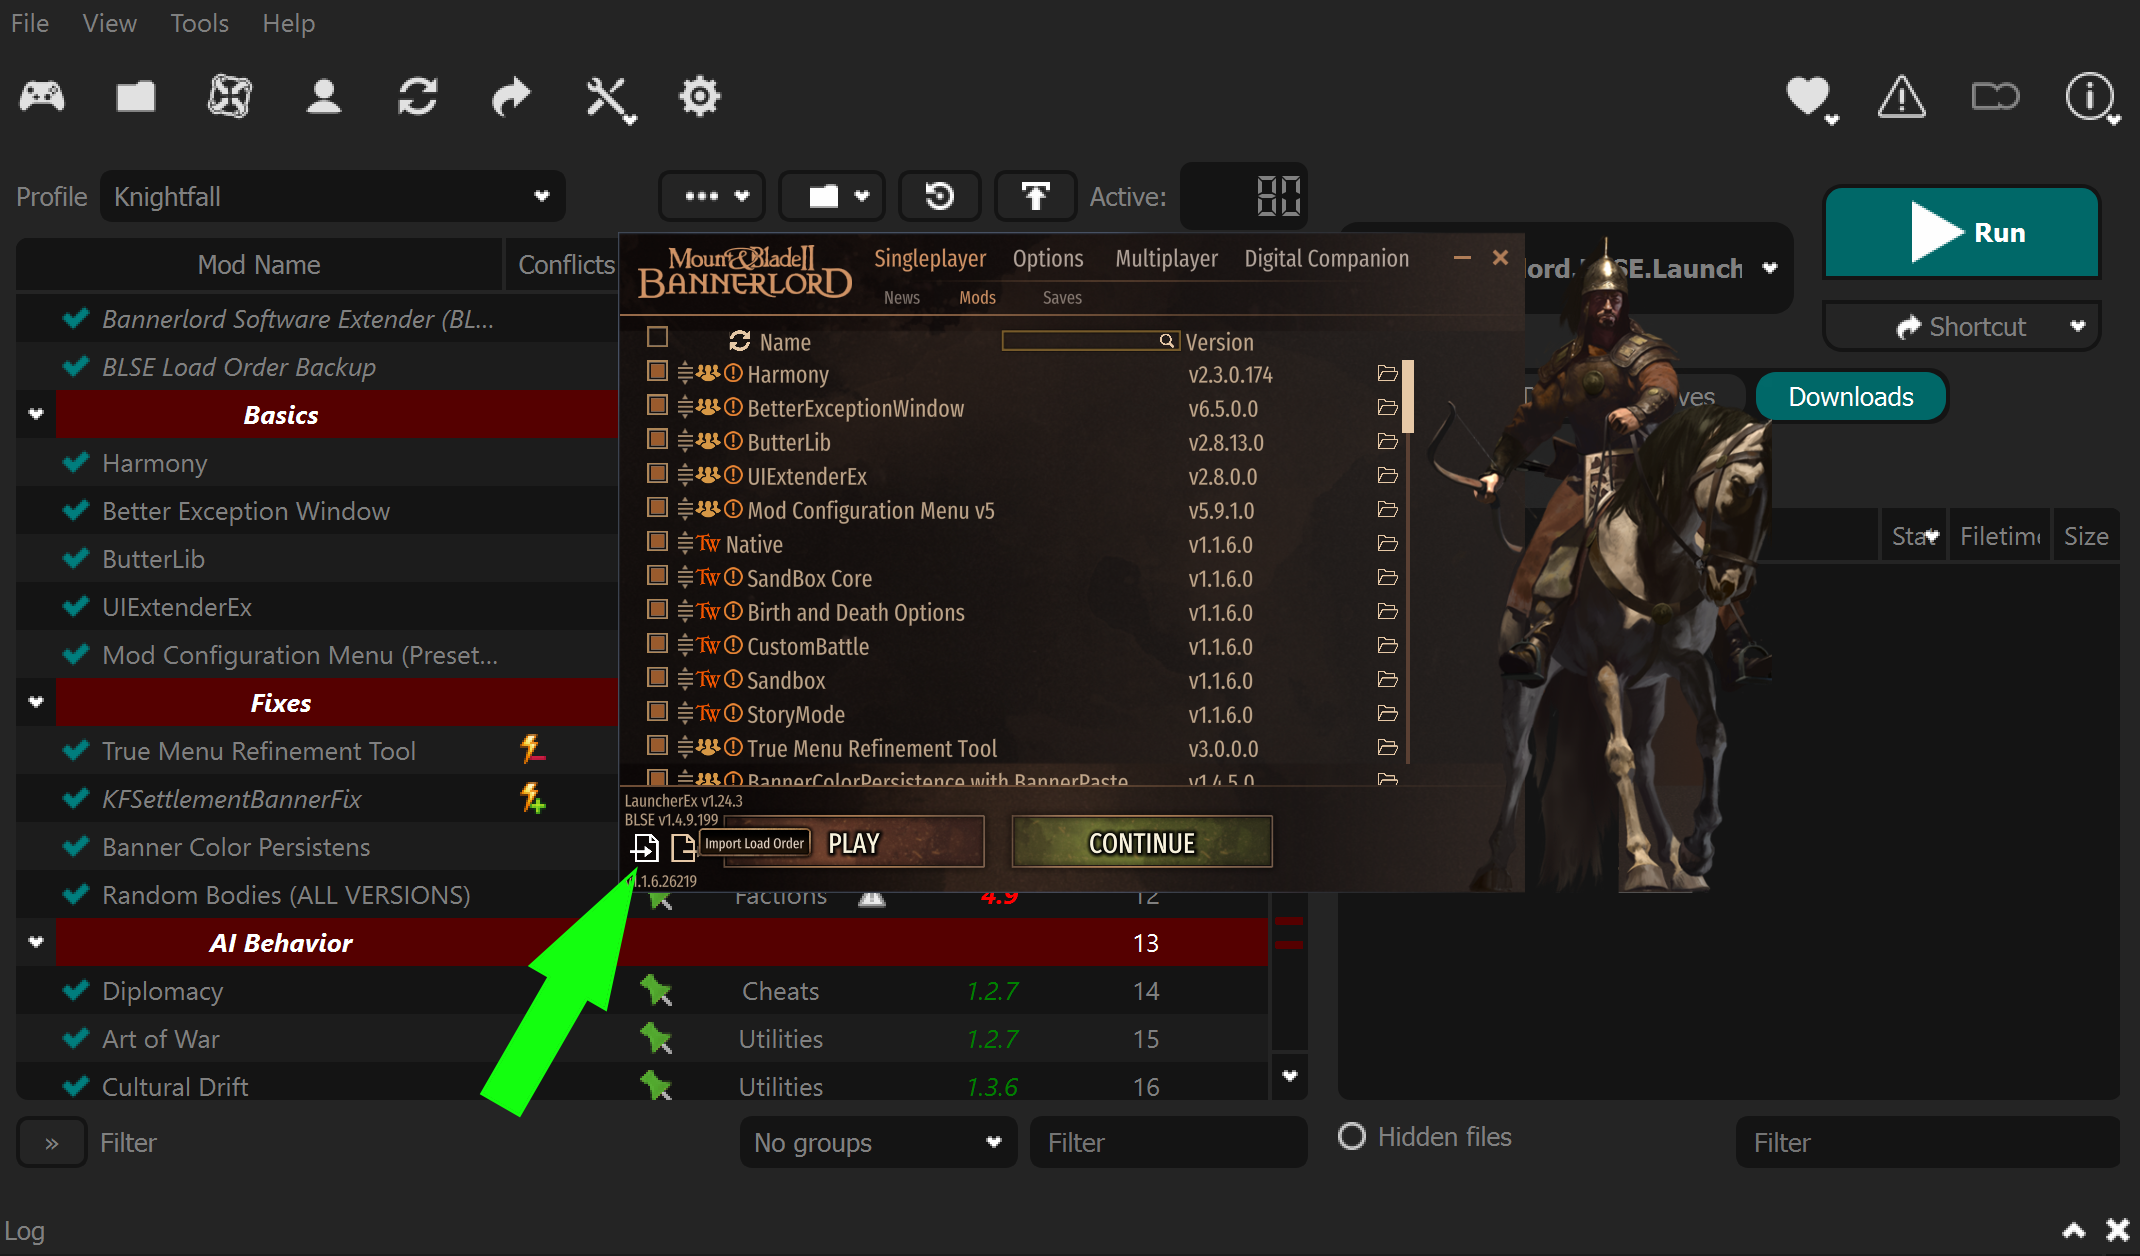 File View Tools Help
Profile Knightfall Active: 80
Run
Mod Name Conflicts
Shortcut
Bannerlord Software Extender (BL...
BLSE Load Order Backup
Basics
Harmony
Better Exception Window
ButterLib
UIExtenderEx
Mod Configuration Menu (Preset...
Fixes
True Menu Refinement Tool
KFSettlementBannerFix
Banner Color Persistens
Random Bodies (ALL VERSIONS) Factions 4.9 12
AI Behavior 13
Diplomacy Cheats 1.2.7 14
Art of War Utilities 1.2.7 15
Cultural Drift Utilities 1.3.6 16
» Filter No groups Filter
Mount & Blade II
BANNERLORD
Singleplayer Options Multiplayer Digital Companion
News Mods Saves
Name Version
Harmony v2.3.0.174
BetterExceptionWindow v6.5.0.0
ButterLib v2.8.13.0
UIExtenderEx v2.8.0.0
Mod Configuration Menu v5 v5.9.1.0
TW Native v1.1.6.0
TW SandBox Core v1.1.6.0
TW Birth and Death Options v1.1.6.0
TW CustomBattle v1.1.6.0
TW Sandbox v1.1.6.0
TW StoryMode v1.1.6.0
True Menu Refinement Tool v3.0.0.0
BannerColorPersistence with BannerPaste v1.4.5.0
LauncherEx v1.24.3
BLSE v1.4.9.199
Import Load Order PLAY CONTINUE
.1.6.26219
.Launch
Downloads
Filetime Size
Hidden files Filter
Log